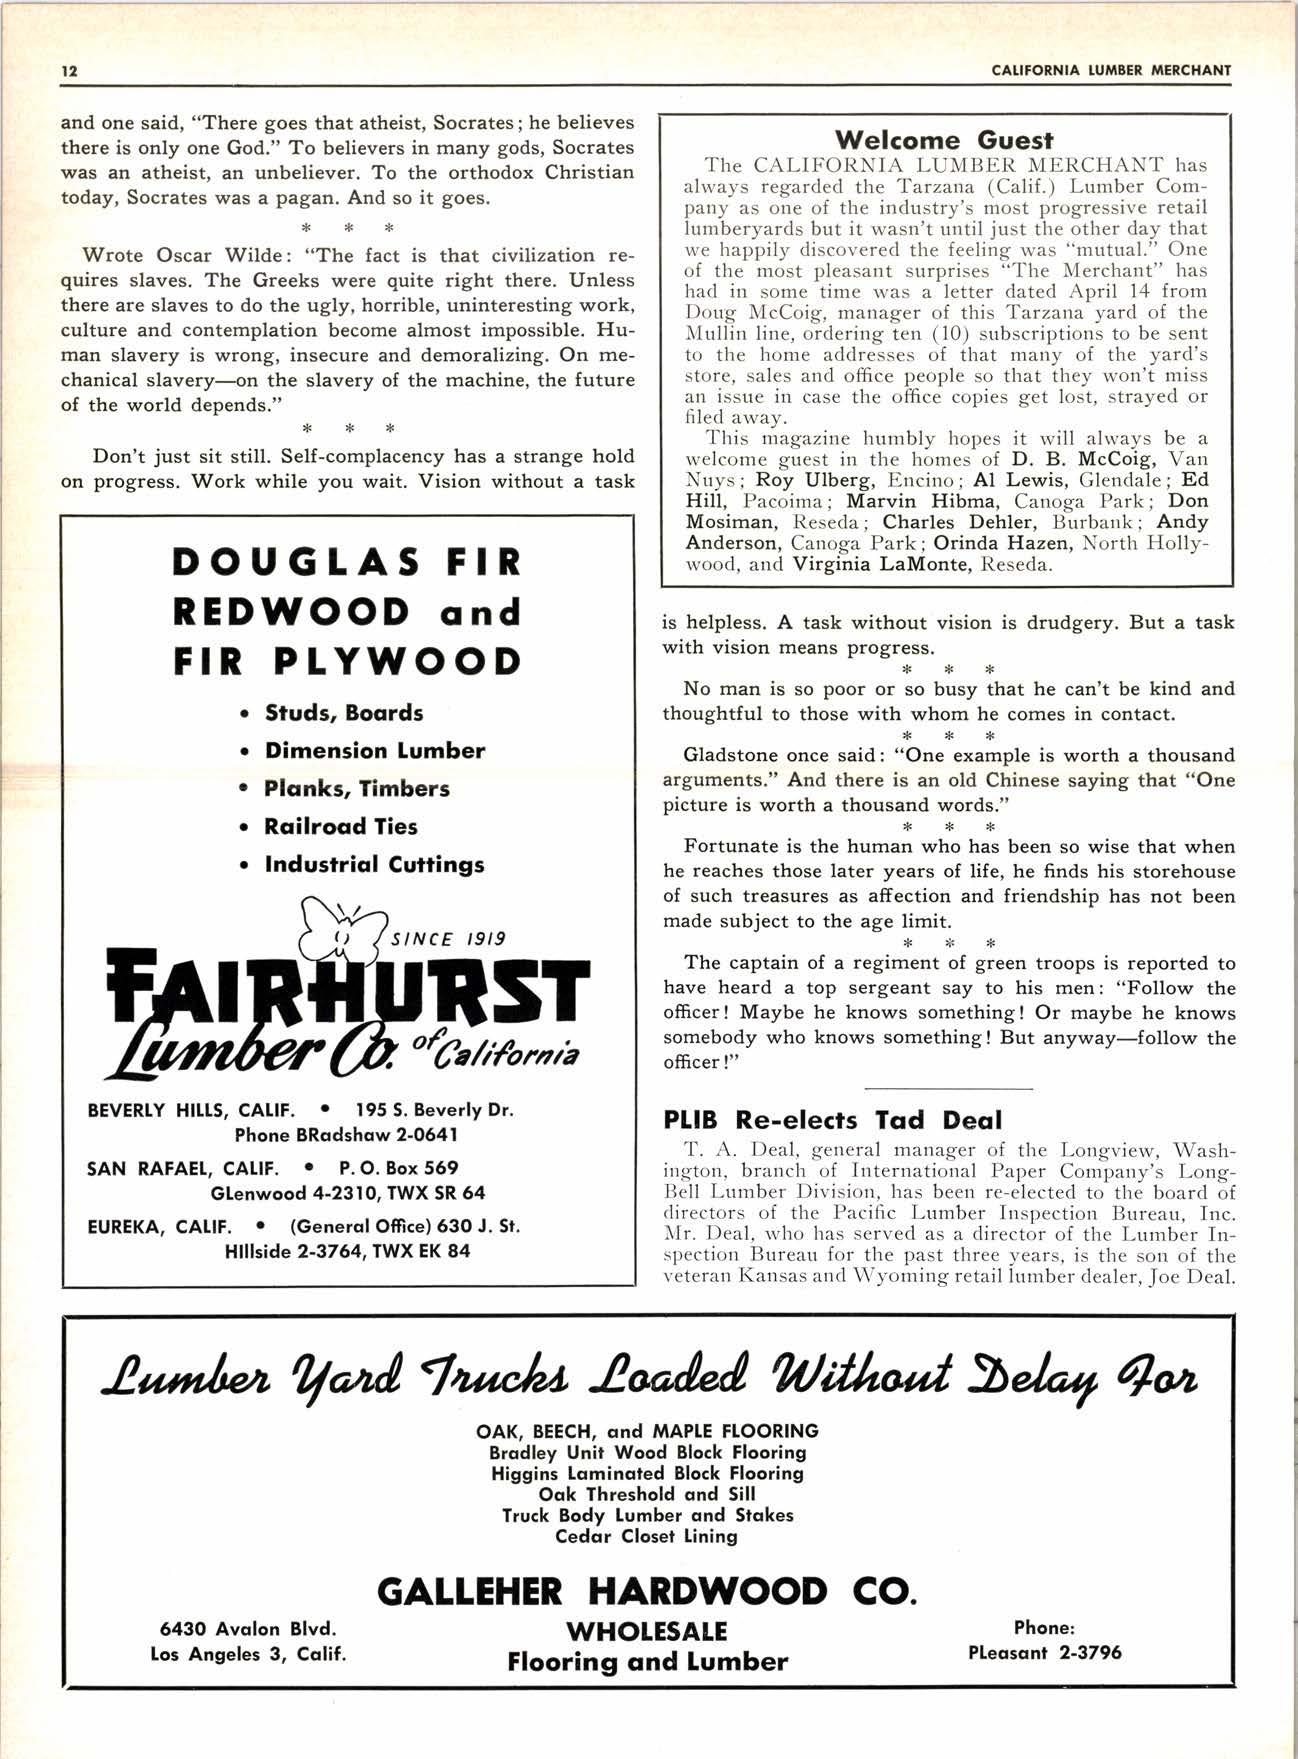 12
CALIFORNIA LUMBER MERCHANT
and one said, “There goes that atheist, Socrates; he believes
there is only one God.” To believers in many gods, Socrates
was an atheist, an unbeliever. To the orthodox Christian
today, Socrates was a pagan. And so it goes.
* * *
Wrote Oscar Wilde: “The fact is that civilization re-
quires slaves. The Greeks were quite right there. Unless
there are slaves to do the ugly, horrible, uninteresting work,
culture and contemplation become almost impossible. Hu-
man slavery is wrong, insecure and demoralizing. On me-
chanical slavery—on the slavery of the machine, the future
of the world depends.”
* * *
Don’t just sit still. Self-complacency has a strange hold
on progress. Work while you wait. Vision without a task
DOUGLAS FIR
REDWOOD and
FIR PLYWOOD
• Studs, Boards
• Dimension Lumber
• Planks, Timbers
• Railroad Ties
• Industrial Cuttings
SINCE 1919
FAIRHURST
Lumber Co. of California
BEVERLY HILLS, CALIF. • 195 S. Beverly Dr.
Phone BRadshaw 2-0641
SAN RAFAEL, CALIF. • P. O. Box 569
GLenwood 4-2310, TWX SR 64
EUREKA, CALIF. • (General Office) 630 J. St.
HIllside 2-3764, TWX EK 84
Welcome Guest
The CALIFORNIA LUMBER MERCHANT has
always regarded the Tarzana (Calif.) Lumber Com-
pany as one of the industry’s most progressive retail
lumberyards but it wasn’t until just the other day that
we happily discovered the feeling was “mutual.” One
of the most pleasant surprises “The Merchant” has
had in some time was a letter dated April 14 from
Doug McCoig, manager of this Tarzana yard of the
Mullin line, ordering ten (10) subscriptions to be sent
to the home addresses of that many of the yard’s
store, sales and office people so that they won’t miss
an issue in case the office copies get lost, strayed or
filed away.
This magazine humbly hopes it will always be a
welcome guest in the homes of D. B. McCoig, Van
Nuys; Roy Ulberg, Encino; Al Lewis, Glendale; Ed
Hill, Pacoima; Marvin Hibma, Canoga Park; Don
Mosiman, Reseda; Charles Dehler, Burbank; Andy
Anderson, Canoga Park; Orinda Hazen, North Holly-
wood, and Virginia LaMonte, Reseda.
is helpless. A task without vision is drudgery. But a task
with vision means progress.
* * *
No man is so poor or so busy that he can’t be kind and
thoughtful to those with whom he comes in contact.
* * *
Gladstone once said: “One example is worth a thousand
arguments.” And there is an old Chinese saying that “One
picture is worth a thousand words.”
* * *
Fortunate is the human who has been so wise that when
he reaches those later years of life, he finds his storehouse
of such treasures as affection and friendship has not been
made subject to the age limit.
* * *
The captain of a regiment of green troops is reported to
have heard a top sergeant say to his men: “Follow the
officer! Maybe he knows something! Or maybe he knows
somebody who knows something! But anyway—follow the
officer!”
PLIB Re-elects Tad Deal
T. A. Deal, general manager of the Longview, Wash-
ington, branch of International Paper Company’s Long-
Bell Lumber Division, has been re-elected to the board of
directors of the Pacific Lumber Inspection Bureau, Inc.
Mr. Deal, who has served as a director of the Lumber In-
spection Bureau for the past three years, is the son of the
veteran Kansas and Wyoming retail lumber dealer, Joe Deal.
Lumber Yard Trucks Loaded Without Delay For
OAK, BEECH, and MAPLE FLOORING
Bradley Unit Wood Block Flooring
Higgins Laminated Block Flooring
Oak Threshold and Sill
Truck Body Lumber and Stakes
Cedar Closet Lining
GALLEHER HARDWOOD CO.
6430 Avalon Blvd.
Los Angeles 3, Calif.
WHOLESALE
Flooring and Lumber
Phone:
PLeasant 2-3796